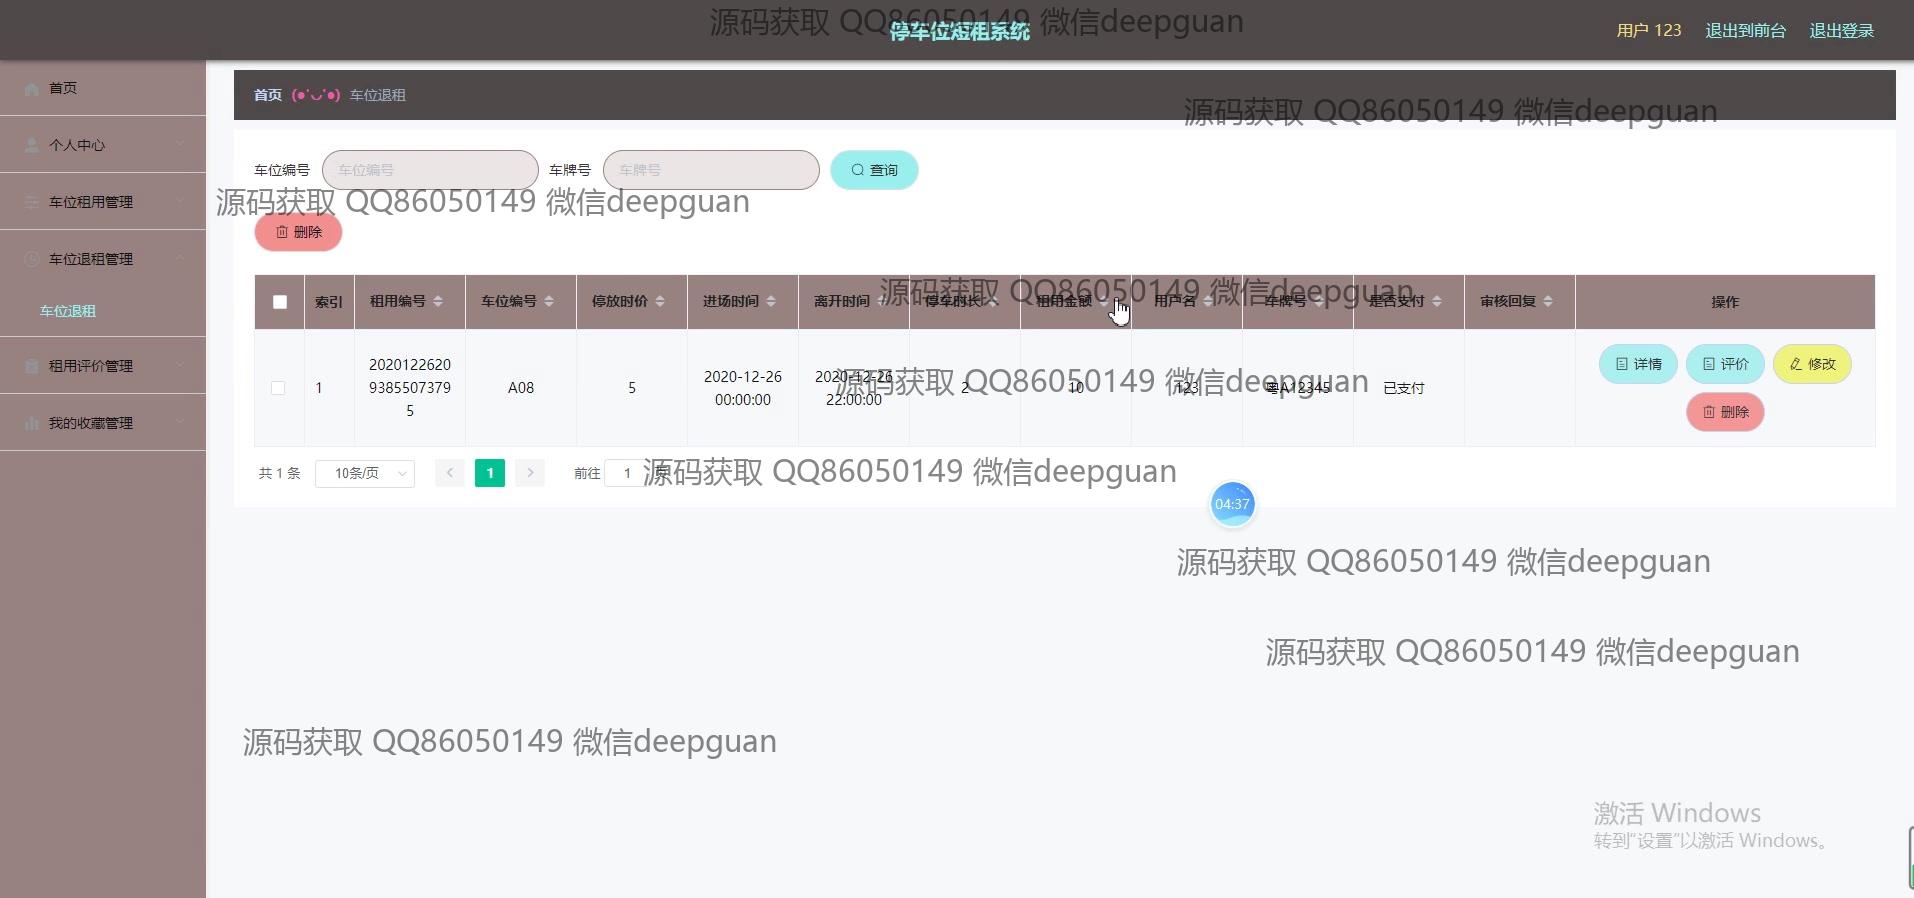 源码获取 QQ86050149 微信deepguan
停车位短租系统
用户 123
退出到前台
退出登录
首页
个人中心
车位租用管理
车位退租管理
车位退租
租用评价管理
我的收藏管理
首页 (●'◡'●) 车位退租
源码获取 QQ86050149 微信deepguan
车位编号 车位编号 车牌号 车牌号 查询
源码获取 QQ86050149 微信deepguan
删除
源码获取 QQ86050149 微信deepguan
索引 租用编号 车位编号 停放时价 进场时间 离开时间 停车时长 租用金额 用户名 车牌号 是否支付 审核回复 操作
1
2020122620
9385507379
5
A08
5
2020-12-26
00:00:00
2020-12-26
22:00:00
2
10
123
粤A12345
已支付
详情 评价 修改
删除
源码获取 QQ86050149 微信deepguan
共 1 条 10条/页 1 前往 1
源码获取 QQ86050149 微信deepguan
04:37
源码获取 QQ86050149 微信deepguan
源码获取 QQ86050149 微信deepguan
源码获取 QQ86050149 微信deepguan
激活 Windows
转到"设置"以激活 Windows。